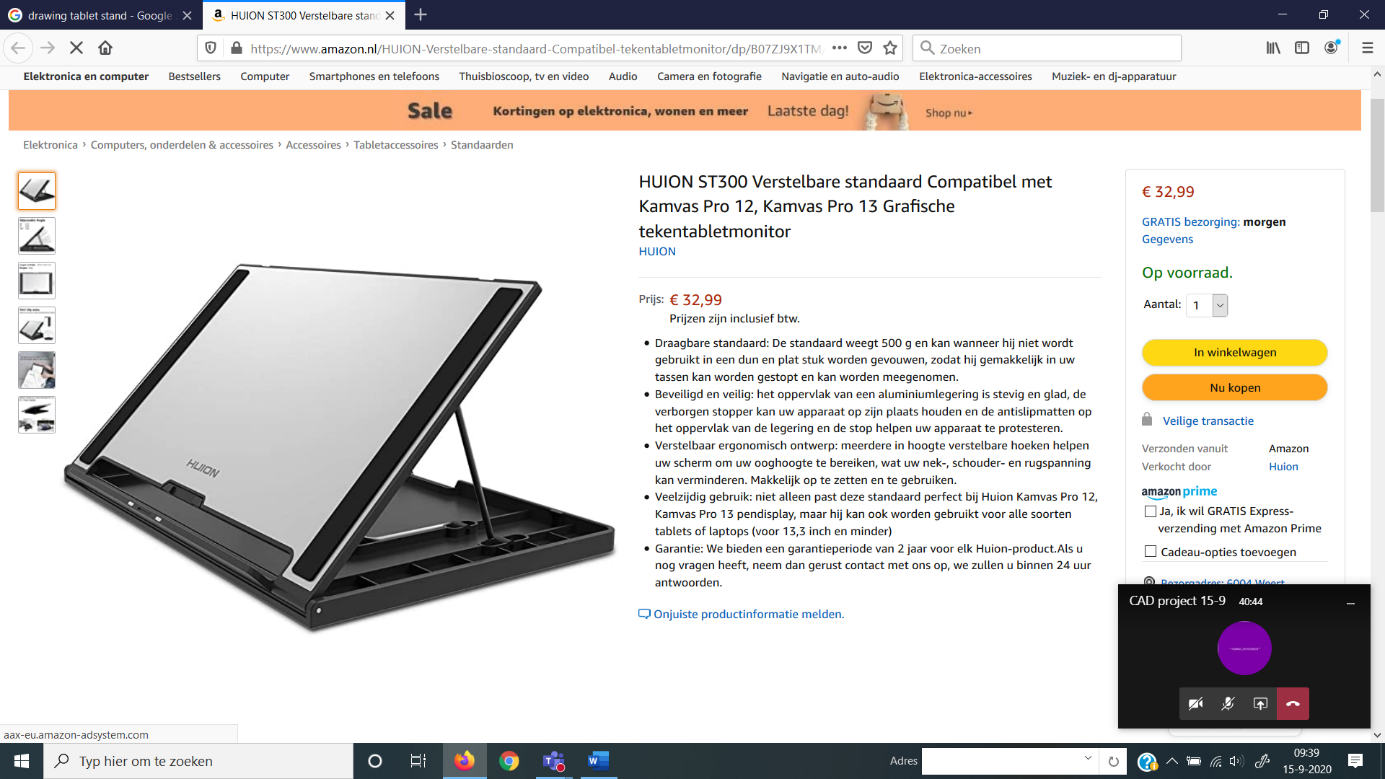 drawing tablet stand - Google
HUION ST300 Verstelbare stand
https://www.amazon.nl/HUION-Verstelbare-standaard-Compatibel-tekentabletmonitor/dp/B07ZJ9X1TM/
Zoeken
Elektronica en computer Bestsellers Computer Smartphones en telefoons Thuisbioscoop, tv en video Audio Camera en fotografie Navigatie en auto-audio Elektronica-accessoires Muziek- en dj-apparatuur
Sale Kortingen op elektronica, wonen en meer Laatste dag! Shop nu▸
Elektronica › Computers, onderdelen & accessoires › Accessoires › Tabletaccessoires › Standaarden
HUION
HUION ST300 Verstelbare standaard Compatibel met
Kamvas Pro 12, Kamvas Pro 13 Grafische
tekentabletmonitor
HUION
Prijs: € 32,99
Prijzen zijn inclusief btw.
• Draagbare standaard: De standaard weegt 500 g en kan wanneer hij niet wordt
gebruikt in een dun en plat stuk worden gevouwen, zodat hij gemakkelijk in uw
tassen kan worden gestopt en kan worden meegenomen.
• Beveiligd en veilig: het oppervlak van een aluminiumlegering is stevig en glad, de
verborgen stopper kan uw apparaat op zijn plaats houden en de antislipmatten op
het oppervlak van de legering en de stop helpen uw apparaat te protesteren.
• Verstelbaar ergonomisch ontwerp: meerdere in hoogte verstelbare hoeken helpen
uw scherm om uw ooghoogte te bereiken, wat uw nek-, schouder- en rugspanning
kan verminderen. Makkelijk op te zetten en te gebruiken.
• Veelzijdig gebruik: niet alleen past deze standaard perfect bij Huion Kamvas Pro 12,
Kamvas Pro 13 pendisplay, maar hij kan ook worden gebruikt voor alle soorten
tablets of laptops (voor 13,3 inch en minder)
• Garantie: We bieden een garantieperiode van 2 jaar voor elk Huion-product.Als u
nog vragen heeft, neem dan gerust contact met ons op, we zullen u binnen 24 uur
antwoorden.
Onjuiste productinformatie melden.
€ 32,99
GRATIS bezorging: morgen
Gegevens
Op voorraad.
Aantal: 1
In winkelwagen
Nu kopen
Veilige transactie
Verzonden vanuit Amazon
Verkocht door Huion
amazon prime
Ja, ik wil GRATIS Express-
verzending met Amazon Prime
Cadeau-opties toevoegen
Bezorgadres: 6004 Weert
CAD project 15-9 40:44
aax-eu.amazon-adsystem.com
Typ hier om te zoeken
Adres
09:39
15-9-2020